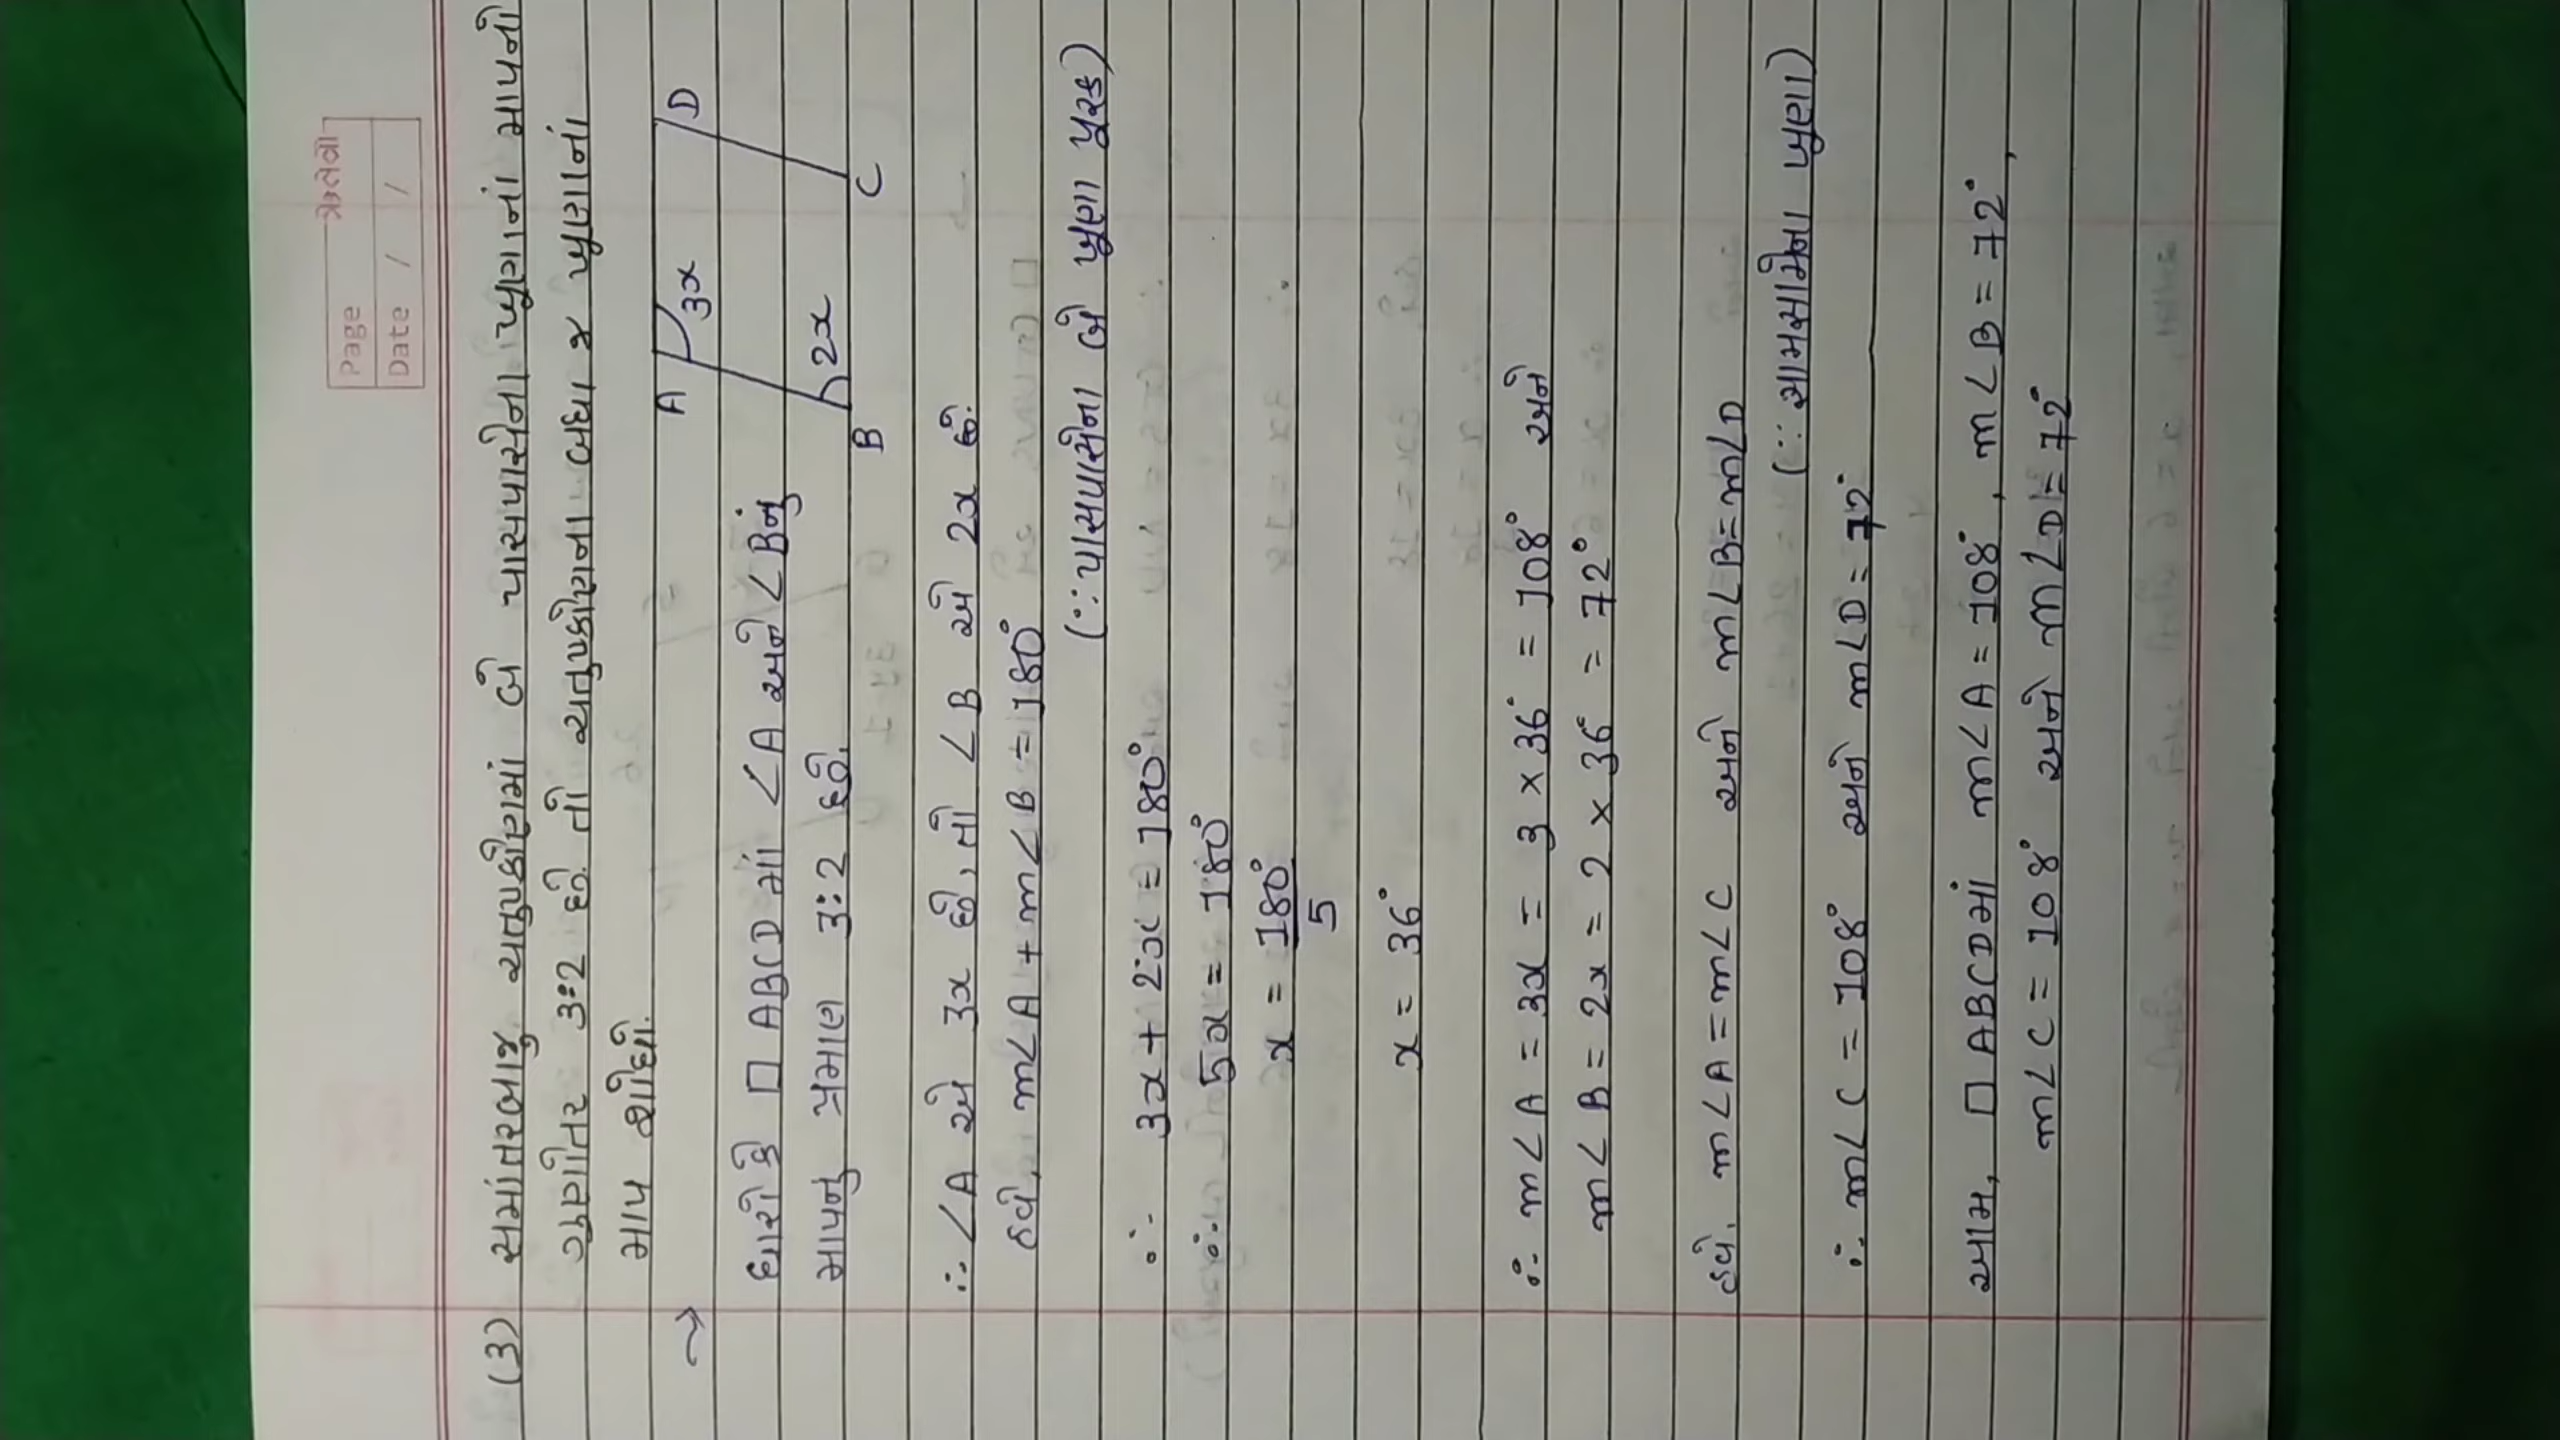 ઋત્વી
Page
Date / /
(3) સમાંતરબાજુ ચતુષ્કોણમાં બે પાસપાસેના ખૂણાનાં માપનો
ગુણોત્તર 3:2 છે. તો ચતુષ્કોણના બધા જ ખૂણાનાં
માપ શોધો.
→
A D
3x
2x
B C
ધારો કે □ ABCD માં ∠A અને ∠Bનું
માપનું પ્રમાણ 3:2 છે.
∴ ∠A એ 3x છે, તો ∠B એ 2x છે.
હવે, m∠A + m∠B = 180°
(∵ પાસપાસેના બે ખૂણા પૂરક)
∴ 3x + 2x = 180°
∴ 5x = 180°
x = 180°
5
x = 36°
∴ m∠A = 3x = 3 × 36° = 108° અને
m∠B = 2x = 2 × 36° = 72°
હવે, m∠A = m∠C અને m∠B = m∠D
(∵ સામસામેના ખૂણા)
∴ m∠C = 108° અને m∠D = 72°
આમ, □ ABCDમાં m∠A = 108°, m∠B = 72°,
m∠C = 108° અને m∠D = 72°